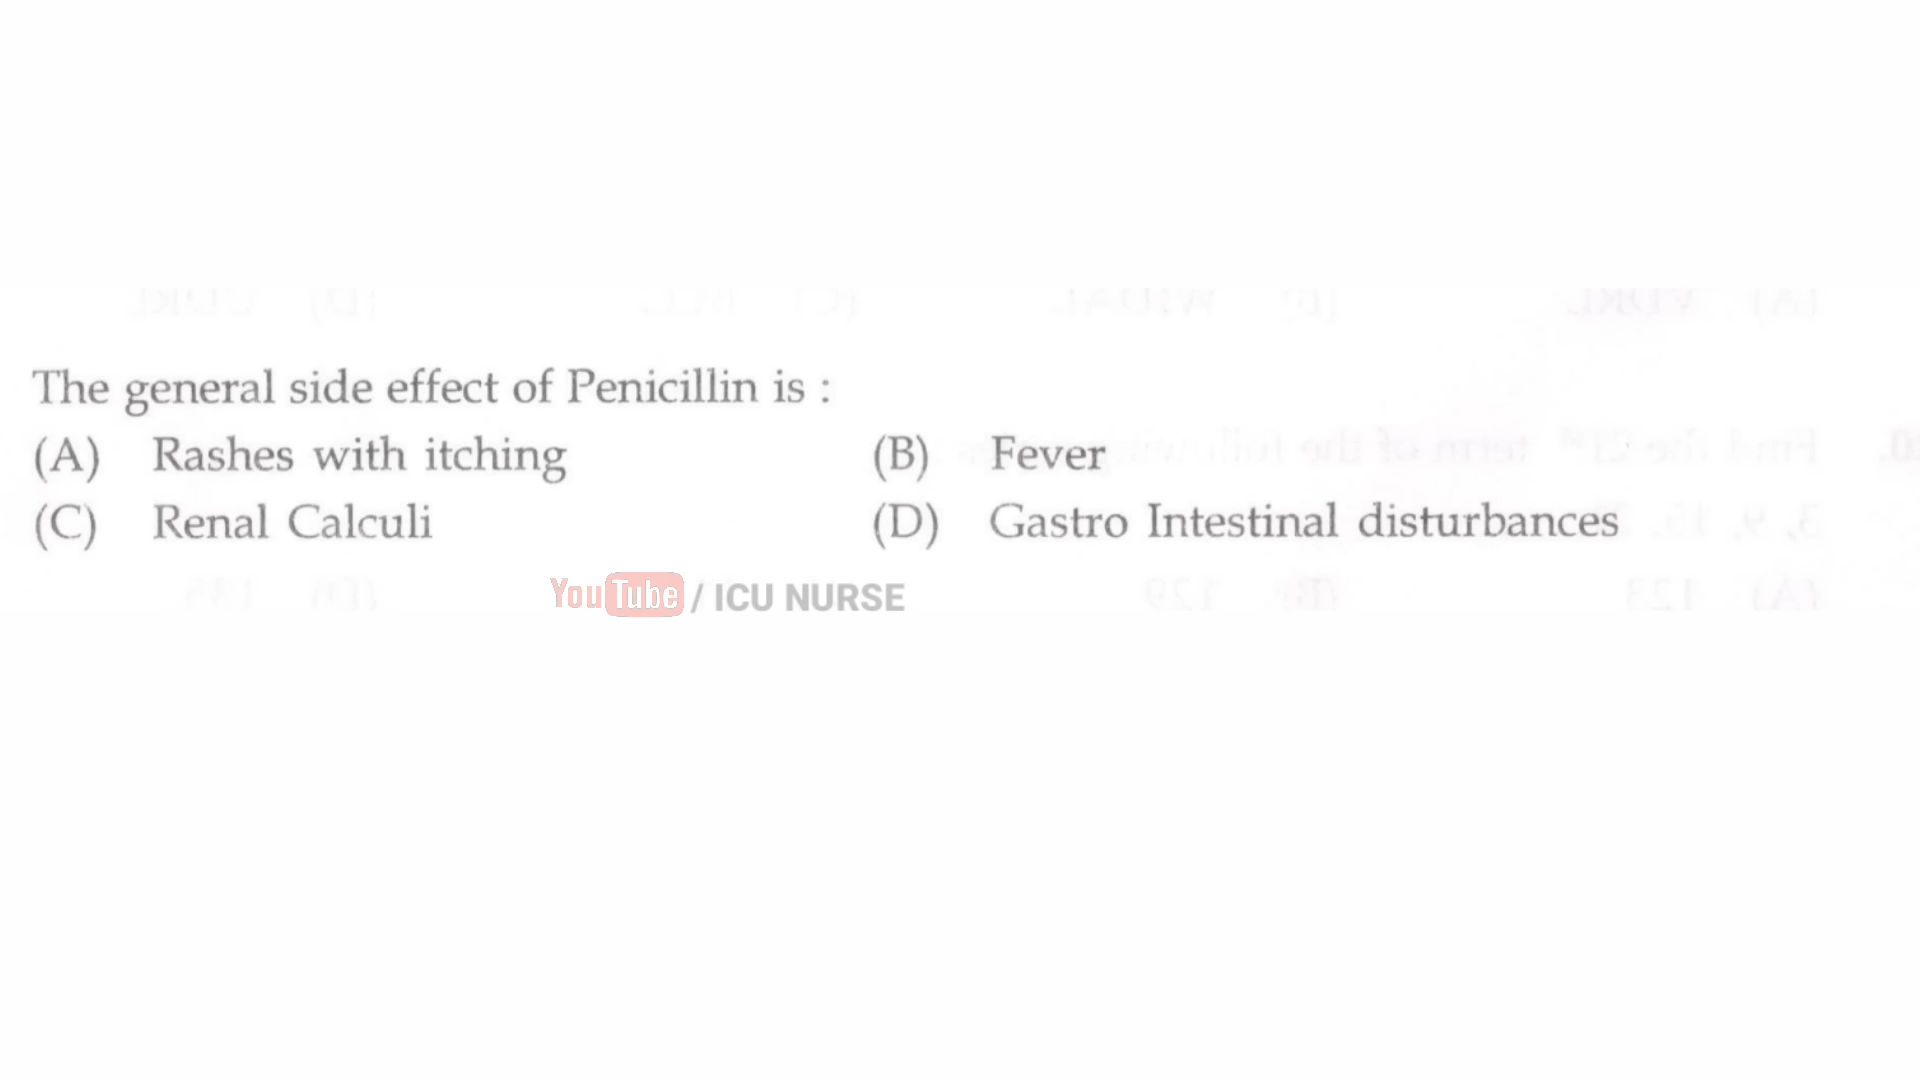 The general side effect of Penicillin is :
(A) Rashes with itching (B) Fever
(C) Renal Calculi (D) Gastro Intestinal disturbances
YouTube / ICU NURSE